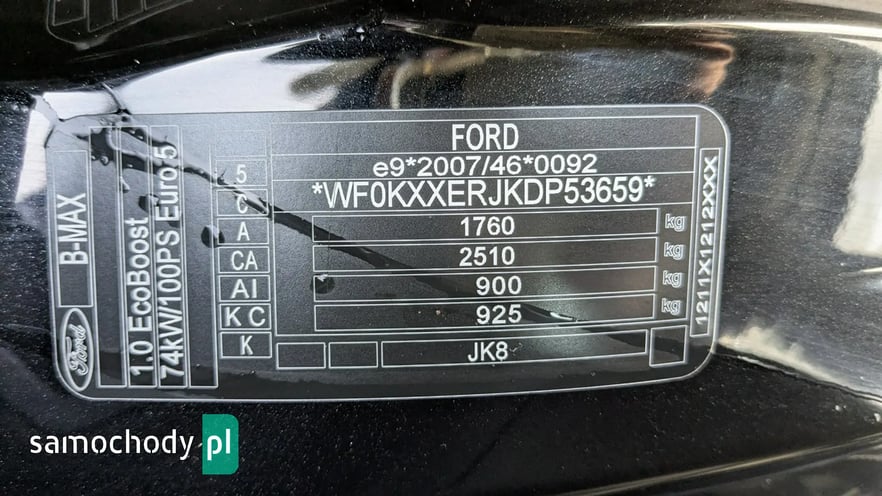 FORD
e9*2007/46*0092
*WF0KXXERJKDP53659*
1760 kg
2510 kg
900 kg
925 kg
JK8
5
C
A
CA
AI
K C
K
B-MAX
1.0 EcoBoost
74kW/100PS Euro 5
Ford
1211X1212XXX
samochody pl